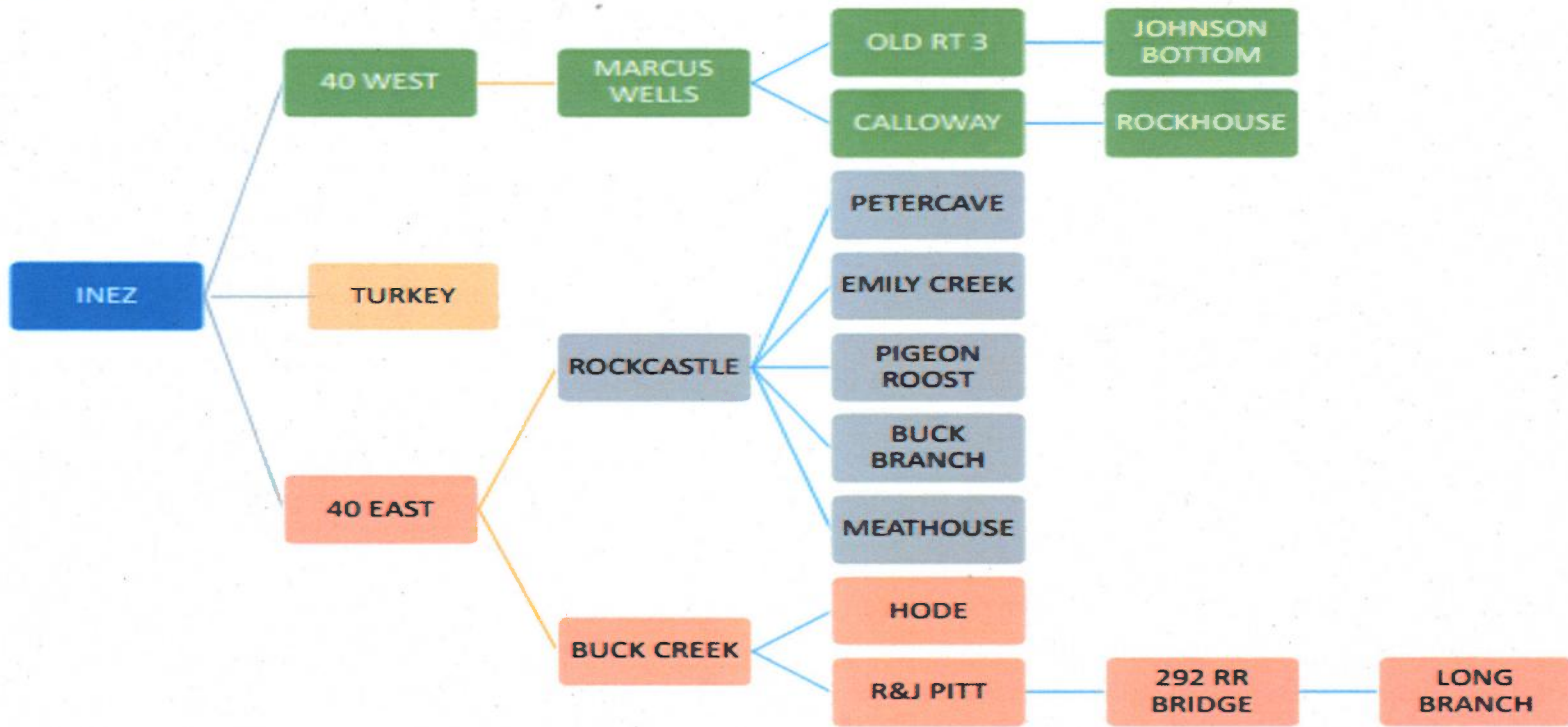 40 WEST
MARCUS
WELLS
OLD RT 3
JOHNSON
BOTTOM
CALLOWAY
ROCKHOUSE
INEZ
TURKEY
PETERCAVE
EMILY CREEK
ROCKCASTLE
PIGEON
ROOST
BUCK
BRANCH
40 EAST
MEATHOUSE
BUCK CREEK
HODE
R&J PITT
292 RR
BRIDGE
LONG
BRANCH